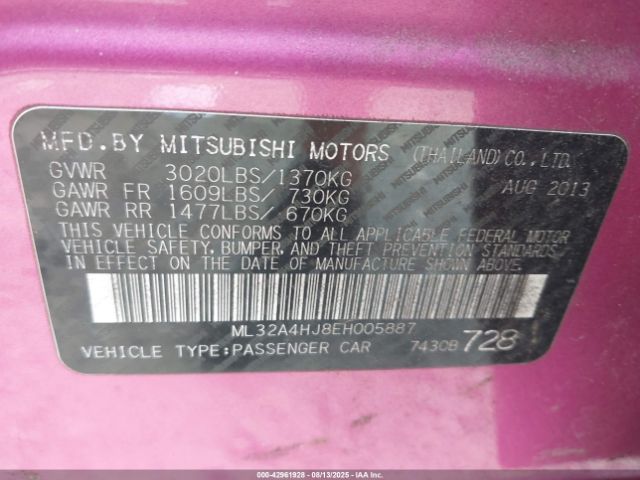 MFD.BY MITSUBISHI MOTORS (THAILAND)CO.,LTD.
GVWR 3020LBS/1370KG AUG 2013
GAWR FR 1609LBS/ 730KG
GAWR RR 1477LBS/ 670KG
THIS VEHICLE CONFORMS TO ALL APPLICABLE FEDERAL MOTOR
VEHICLE SAFETY, BUMPER, AND THEFT PREVENTION STANDARDS
IN EFFECT ON THE DATE OF MANUFACTURE SHOWN ABOVE.
ML32A4HJ8EH005887
VEHICLE TYPE:PASSENGER CAR 7430B 728
000-42961928 - 08/13/2025 - IAAI.COM